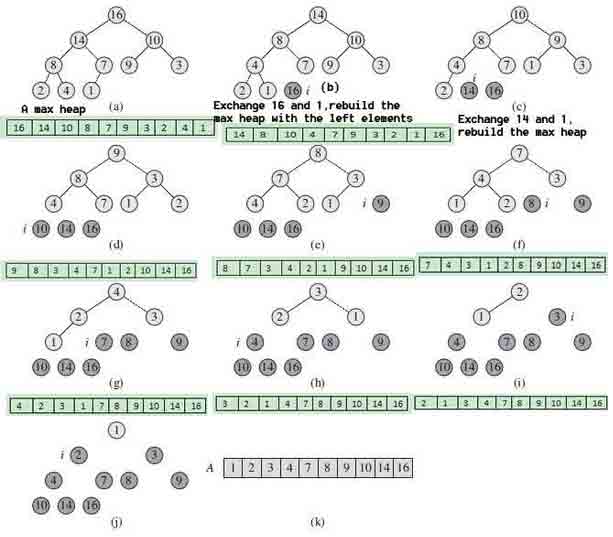 16
14 10
8 7 9 3
2 4 1
(a)
A max heap
16 14 10 8 7 9 3 2 4 1
14
8 10
4 7 9 3
2 1 16 i
(b)
Exchange 16 and 1,rebuild the
max heap with the left elements
14 8 10 4 7 9 3 2 1 16
10
8 9
4 7 1 3
i
2 14 16
(c)
Exchange 14 and 1,
rebuild the max heap
9
8 3
4 7 1 2
i 10 14 16
(d)
9 8 3 4 7 1 2 10 14 16
8
7 3
4 2 1 i 9
10 14 16
(e)
8 7 3 4 2 1 9 10 14 16
7
4 3
1 2 8 i 9
10 14 16
(f)
7 4 3 1 2 8 9 10 14 16
4
2 3
1 i 7 8 9
10 14 16
(g)
4 2 3 1 7 8 9 10 14 16
3
2 1
i 4 7 8 9
10 14 16
(h)
3 2 1 4 7 8 9 10 14 16
2
1 3 i
4 7 8 9
10 14 16
(i)
2 1 3 4 7 8 9 10 14 16
1
i 2 3
4 7 8 9
10 14 16
(j)
A 1 2 3 4 7 8 9 10 14 16
(k)